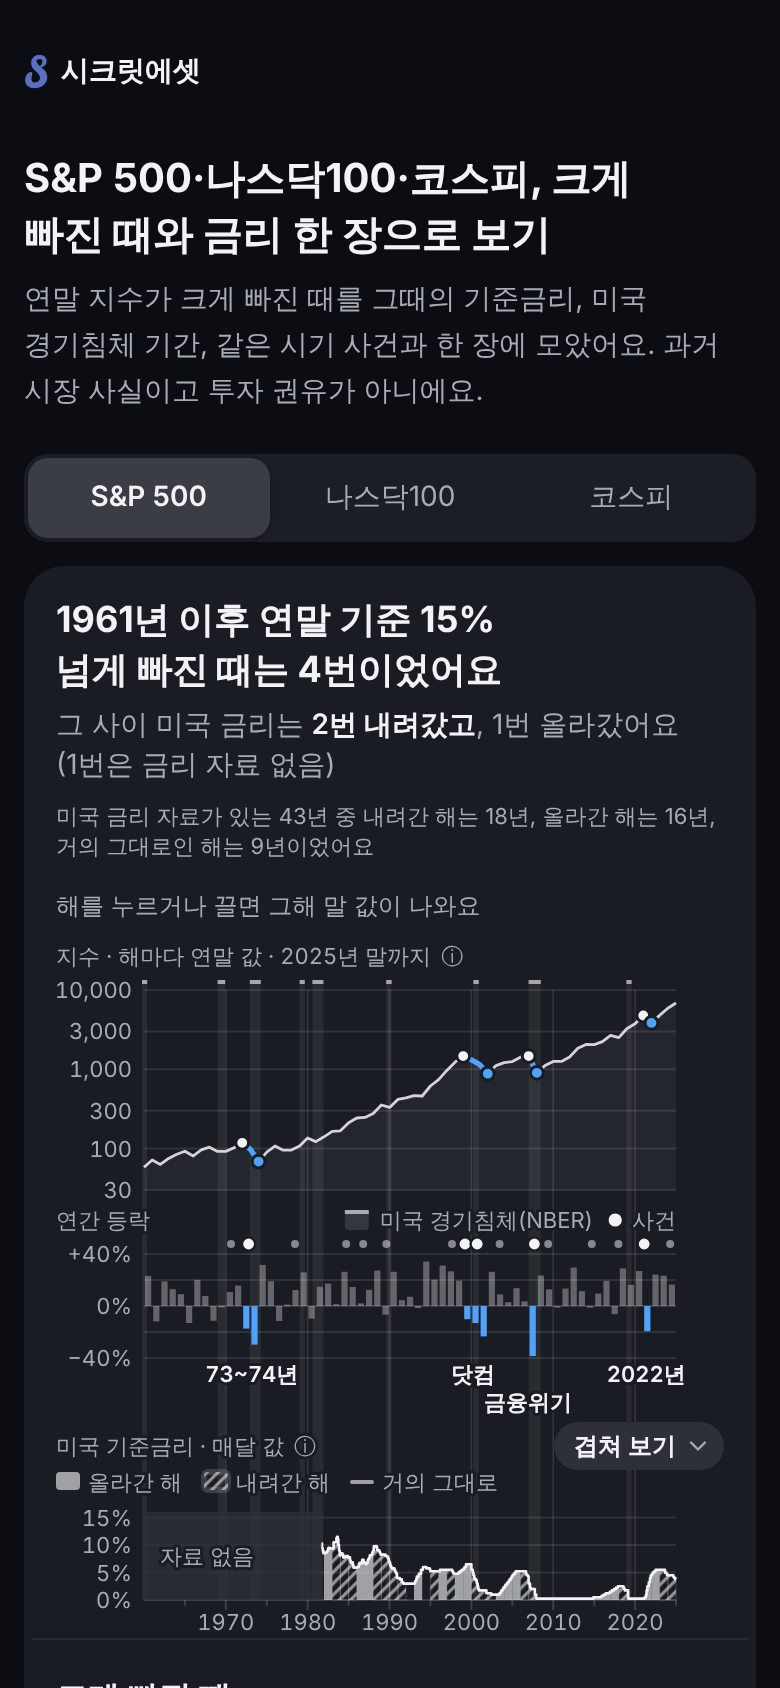 시크릿에셋
S&P 500·나스닥100·코스피, 크게
빠진 때와 금리 한 장으로 보기
연말 지수가 크게 빠진 때를 그때의 기준금리, 미국
경기침체 기간, 같은 시기 사건과 한 장에 모았어요. 과거
시장 사실이고 투자 권유가 아니에요.
S&P 500 나스닥100 코스피
1961년 이후 연말 기준 15%
넘게 빠진 때는 4번이었어요
그 사이 미국 금리는 2번 내려갔고, 1번 올라갔어요
(1번은 금리 자료 없음)
미국 금리 자료가 있는 43년 중 내려간 해는 18년, 올라간 해는 16년,
거의 그대로인 해는 9년이었어요
해를 누르거나 끌면 그해 말 값이 나와요
지수 · 해마다 연말 값 · 2025년 말까지 ⓘ
10,000
3,000
1,000
300
100
30
연간 등락 미국 경기침체(NBER) 사건
+40%
0%
−40%
73~74년 닷컴 2022년
금융위기
미국 기준금리 · 매달 값 ⓘ 겹쳐 보기
올라간 해 내려간 해 거의 그대로
15%
10%
5%
0%
자료 없음
1970 1980 1990 2000 2010 2020